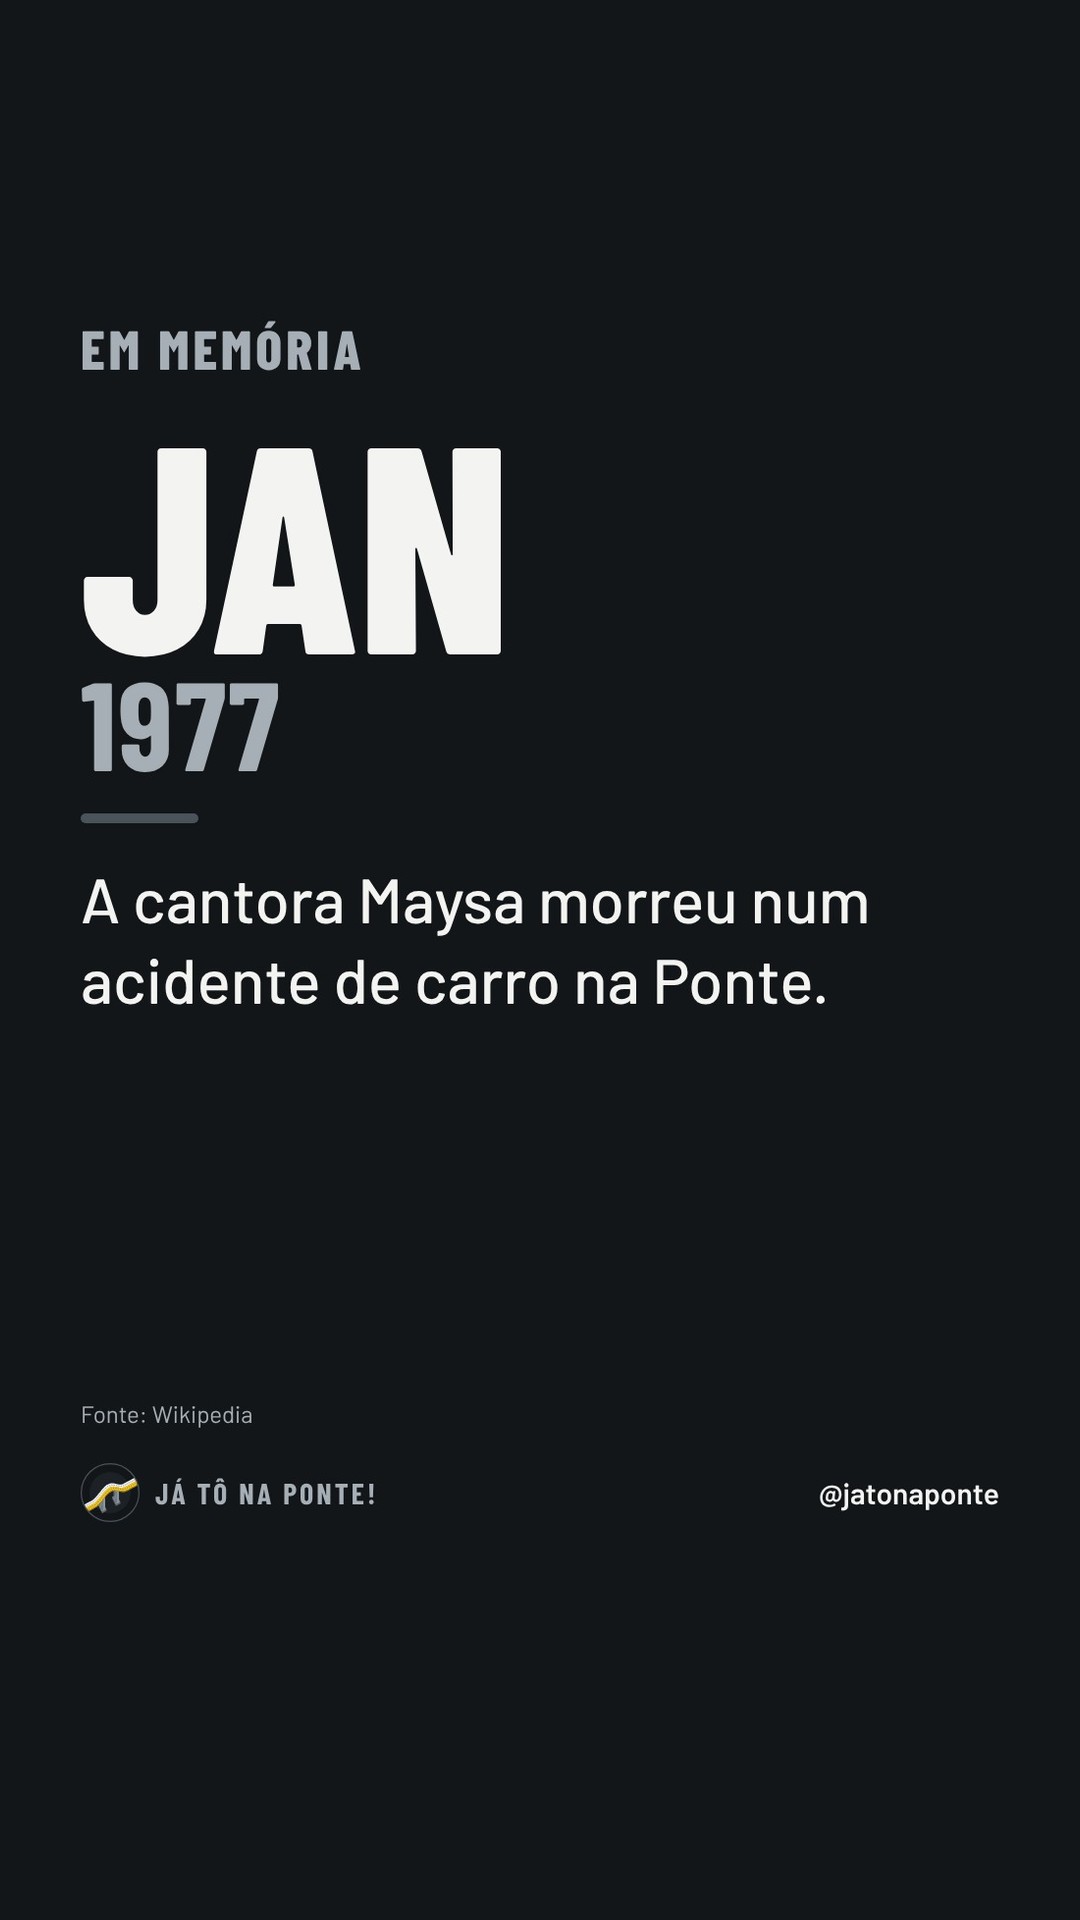 EM MEMÓRIA
JAN
1977
A cantora Maysa morreu num
acidente de carro na Ponte.
Fonte: Wikipedia
JÁ TÔ NA PONTE!
@jatonaponte